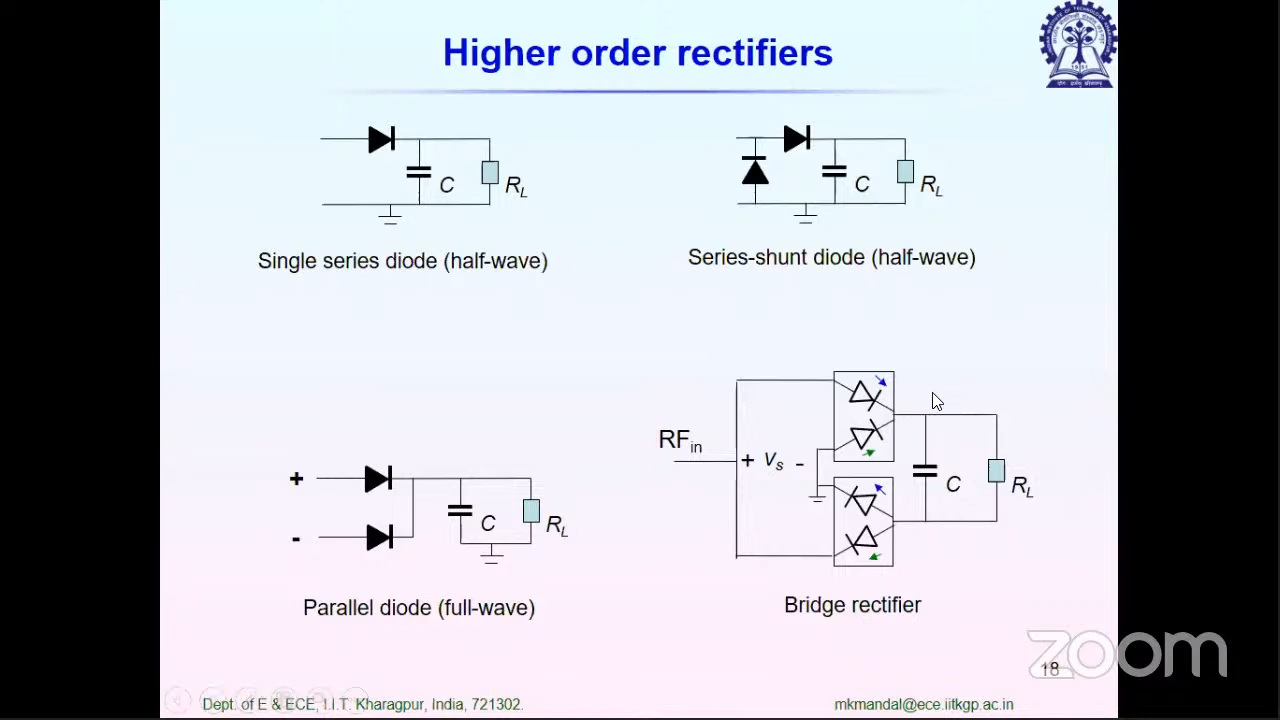 Higher order rectifiers
C
R_L
Single series diode (half-wave)
C
R_L
Series-shunt diode (half-wave)
+
-
C
R_L
Parallel diode (full-wave)
RF_in
+ V_s -
C
R_L
Bridge rectifier
zoom
18
Dept. of E & ECE, I.I.T. Kharagpur, India, 721302.
mkmandal@ece.iitkgp.ac.in